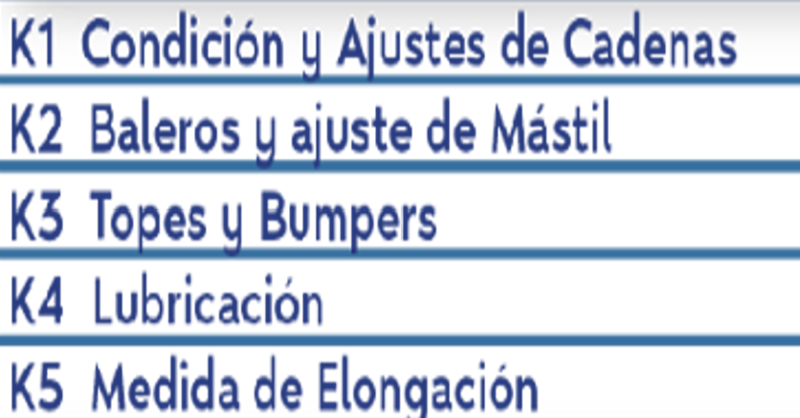 K1 Condición y Ajustes de Cadenas
K2 Baleros y ajuste de Mástil
K3 Topes y Bumpers
K4 Lubricación
K5 Medida de Elongación